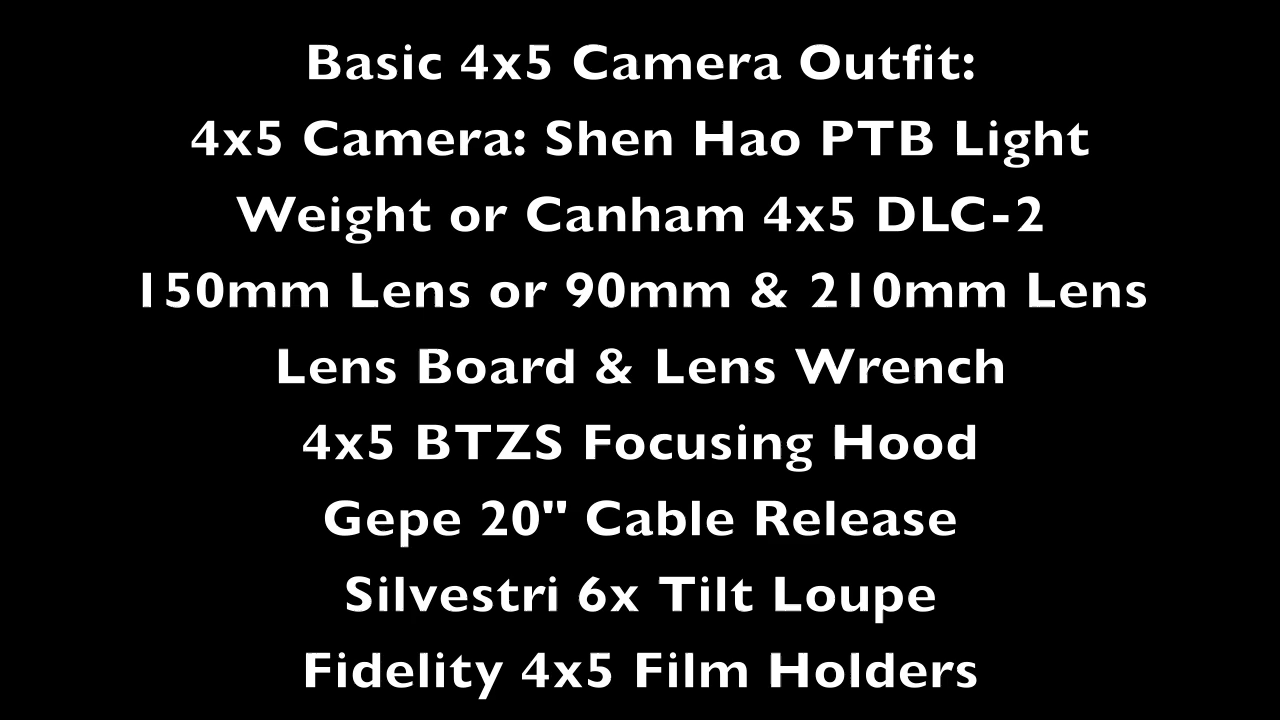 Basic 4x5 Camera Outfit:
4x5 Camera: Shen Hao PTB Light
Weight or Canham 4x5 DLC-2
150mm Lens or 90mm & 210mm Lens
Lens Board & Lens Wrench
4x5 BTZS Focusing Hood
Gepe 20" Cable Release
Silvestri 6x Tilt Loupe
Fidelity 4x5 Film Holders